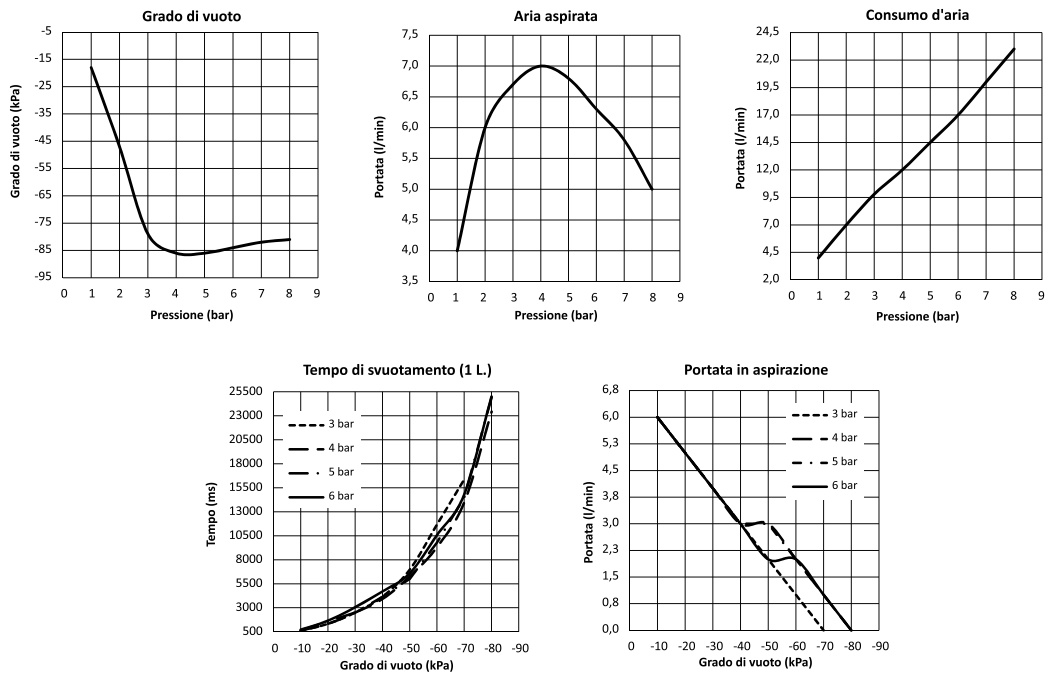 Grado di vuoto
-5
-15
-25
-35
-45
-55
-65
-75
-85
-95
Grado di vuoto (kPa)
0 1 2 3 4 5 6 7 8 9
Pressione (bar)
Aria aspirata
7,5
7,0
6,5
6,0
5,5
5,0
4,5
4,0
3,5
Portata (l/min)
0 1 2 3 4 5 6 7 8 9
Pressione (bar)
Consumo d'aria
24,5
22,0
19,5
17,0
14,5
12,0
9,5
7,0
4,5
2,0
Portata (l/min)
0 1 2 3 4 5 6 7 8 9
Pressione (bar)
Tempo di svuotamento (1 L.)
25500
23000
20500
18000
15500
13000
10500
8000
5500
3000
500
Tempo (ms)
3 bar
4 bar
5 bar
6 bar
0 -10 -20 -30 -40 -50 -60 -70 -80 -90
Grado di vuoto (kPa)
Portata in aspirazione
6,8
6,0
5,3
4,5
3,8
3,0
2,3
1,5
0,8
0,0
Portata (l/min)
3 bar
4 bar
5 bar
6 bar
0 -10 -20 -30 -40 -50 -60 -70 -80 -90
Grado di vuoto (kPa)